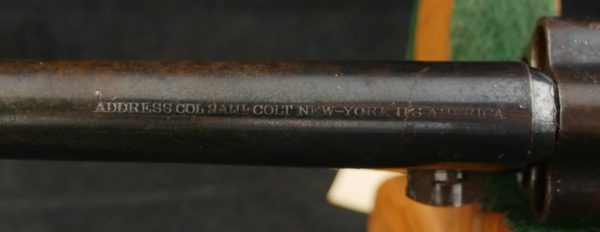 ADDRESS COL. SAML. COLT NEW-YORK U.S. AMERICA